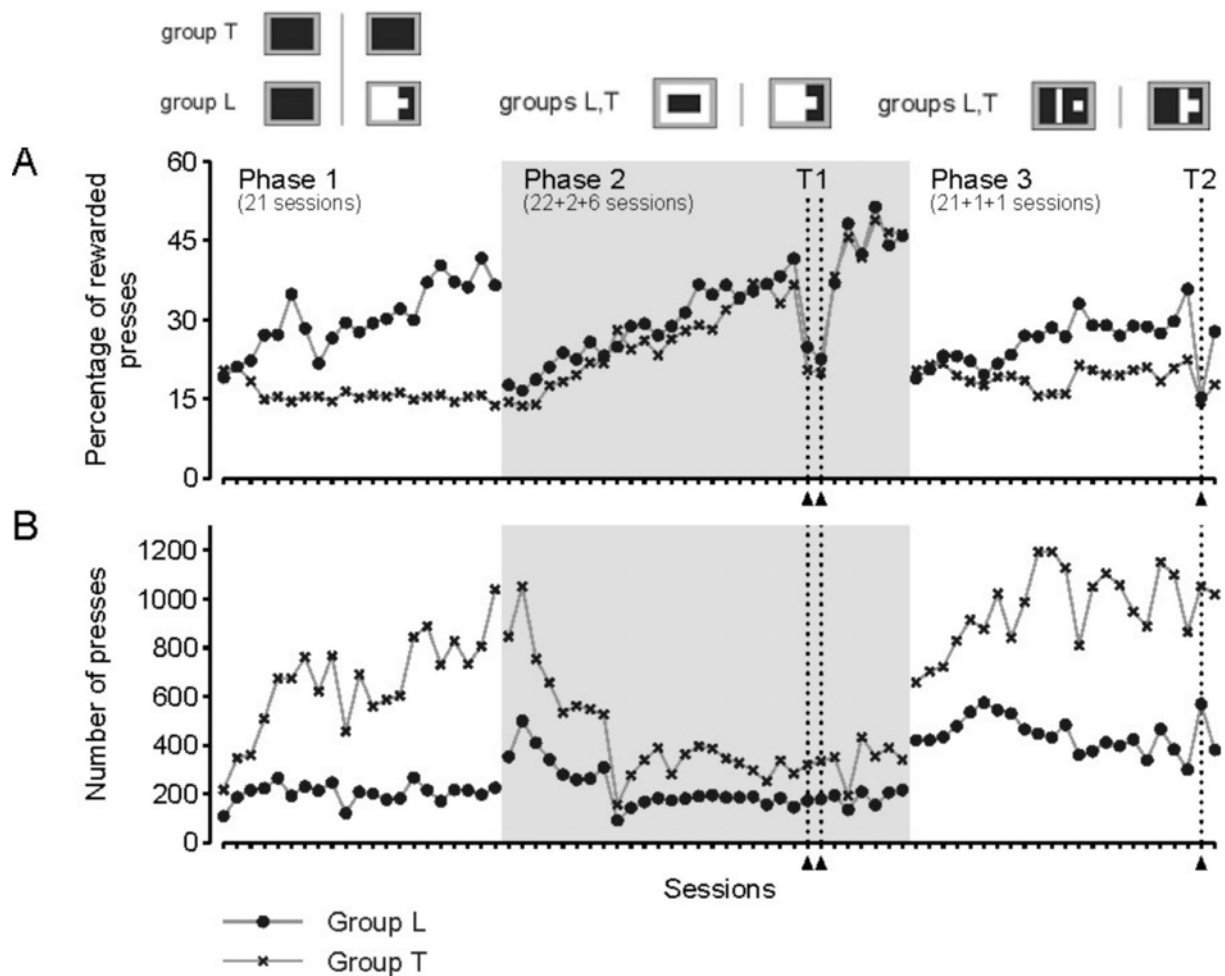 group T
group L
groups L,T
groups L,T
A
Percentage of rewarded
presses
60
45
30
15
0
Phase 1
(21 sessions)
Phase 2
(22+2+6 sessions)
T1
Phase 3
(21+1+1 sessions)
T2
B
Number of presses
1200
1000
800
600
400
200
0
Sessions
Group L
Group T